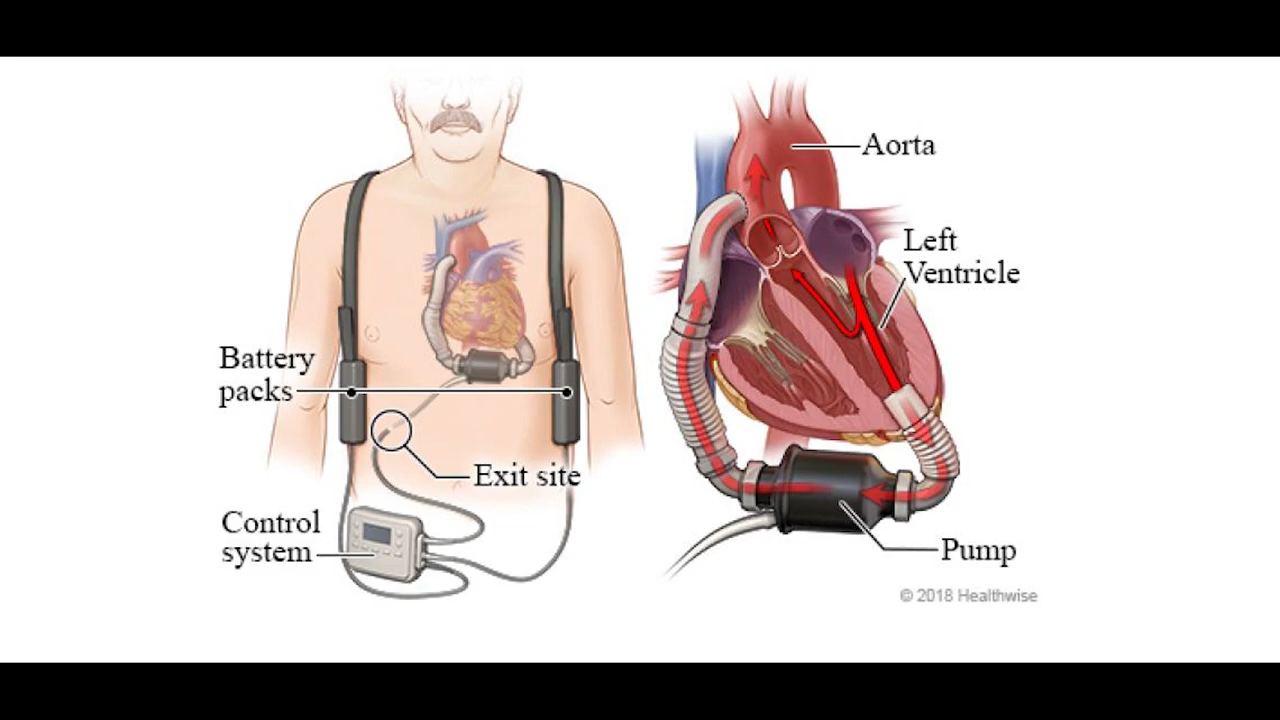 Battery
packs
Exit site
Control
system
Aorta
Left
Ventricle
Pump
© 2018 Healthwise